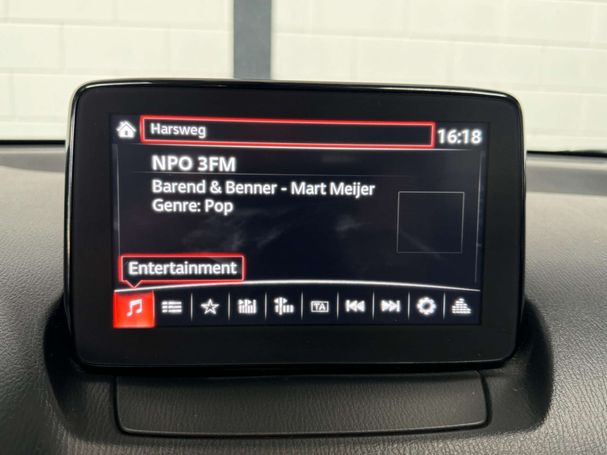 Harsweg
16:18
NPO 3FM
Barend & Benner - Mart Meijer
Genre: Pop
Entertainment
TA